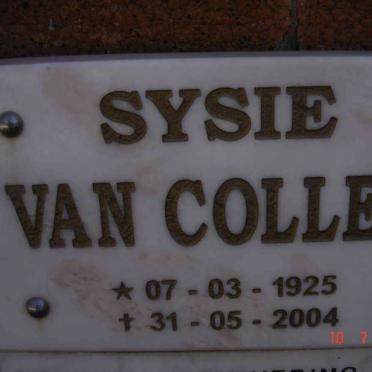 SYSIE
VAN COLLE
★ 07 - 03 - 1925
✝ 31 - 05 - 2004
10 7